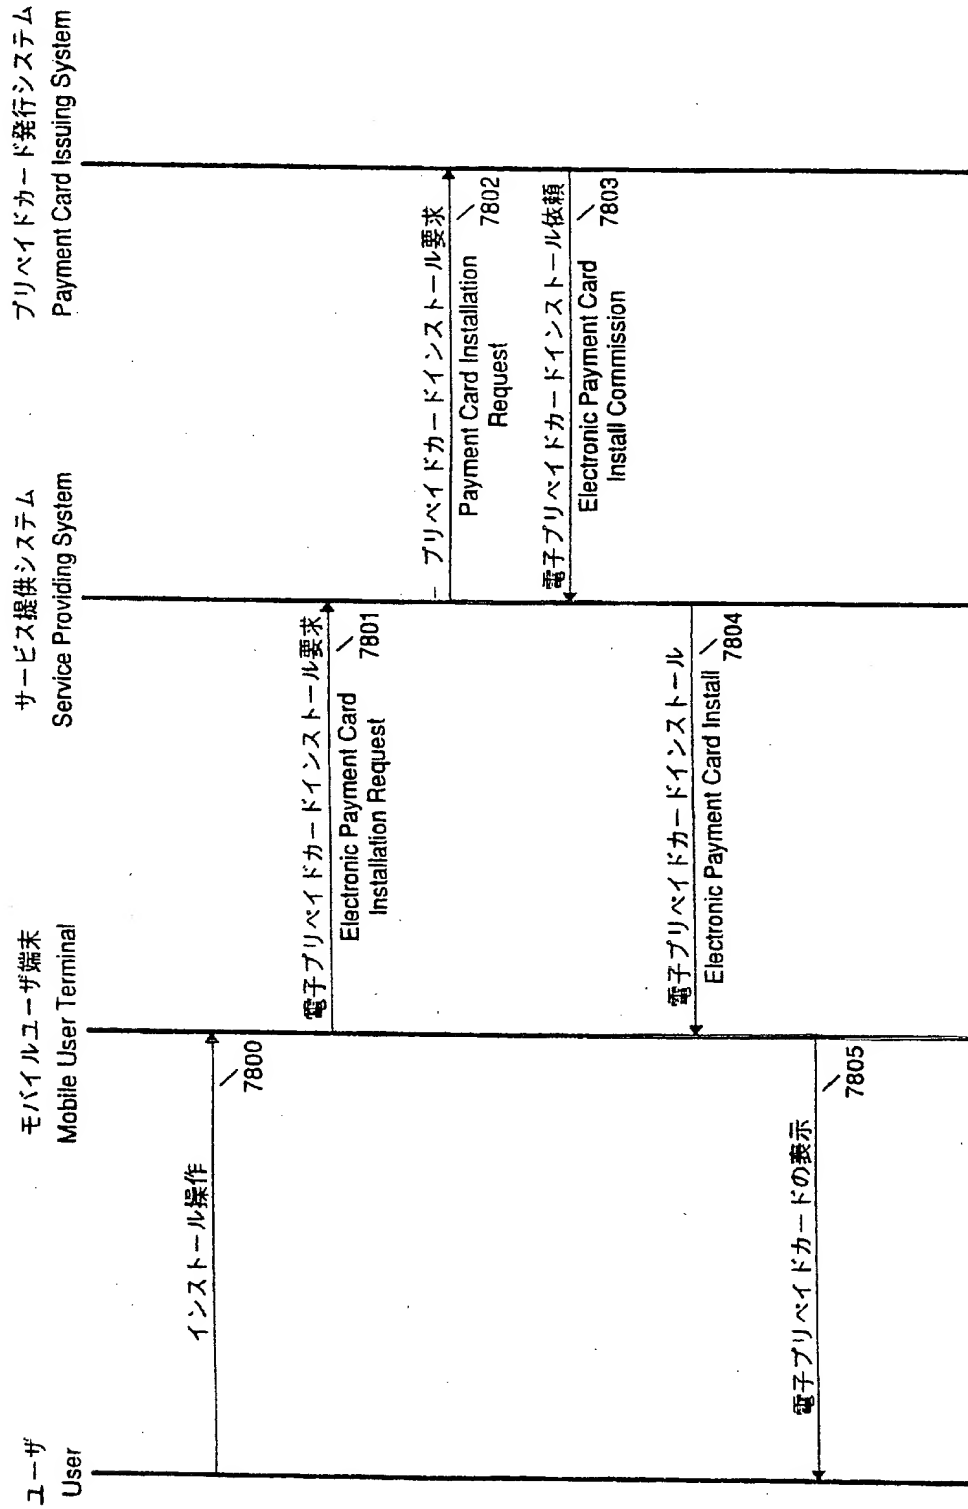 ユーザ
User
モバイルユーザ端末
Mobile User Terminal
サービス提供システム
Service Providing System
プリペイドカード発行システム
Payment Card Issuing System
インストール操作
7800
電子プリペイドカードインストール要求
7801
Electronic Payment Card
Installation Request
プリペイドカードインストール要求
7802
Payment Card Installation
Request
電子プリペイドカードインストール依頼
7803
Electronic Payment Card
Install Commission
電子プリペイドカードインストール
7804
Electronic Payment Card Install
電子プリペイドカードの表示
7805